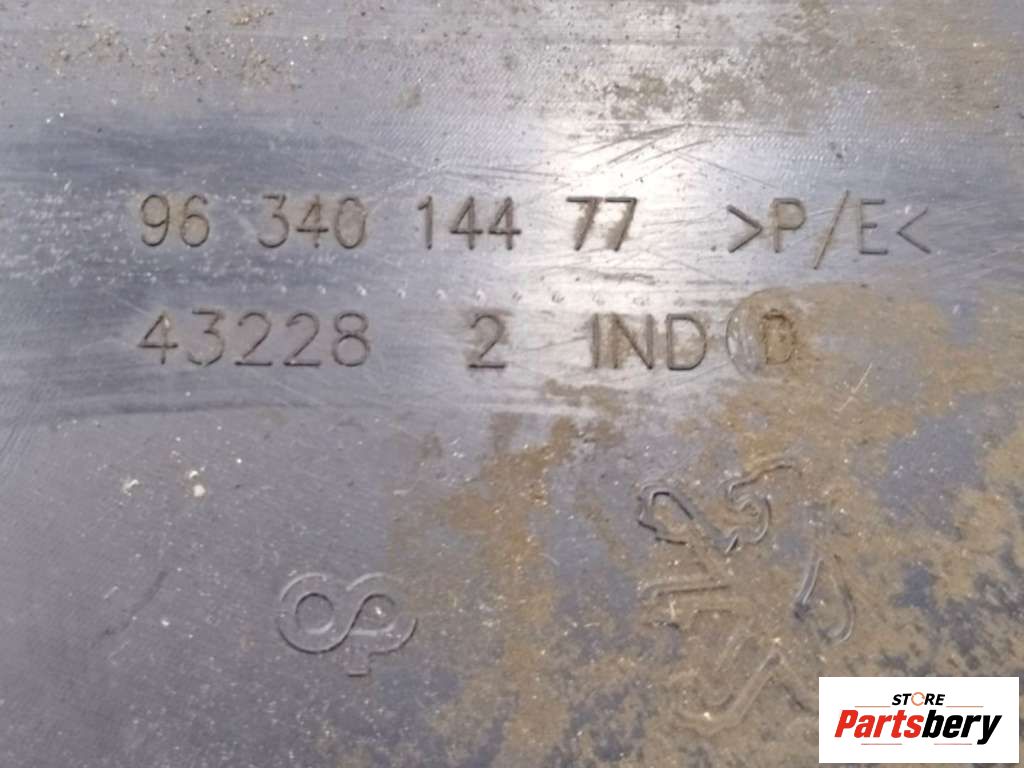 96 340 144 77 >P/E<
43228 2 IND D
STORE
Partsbery